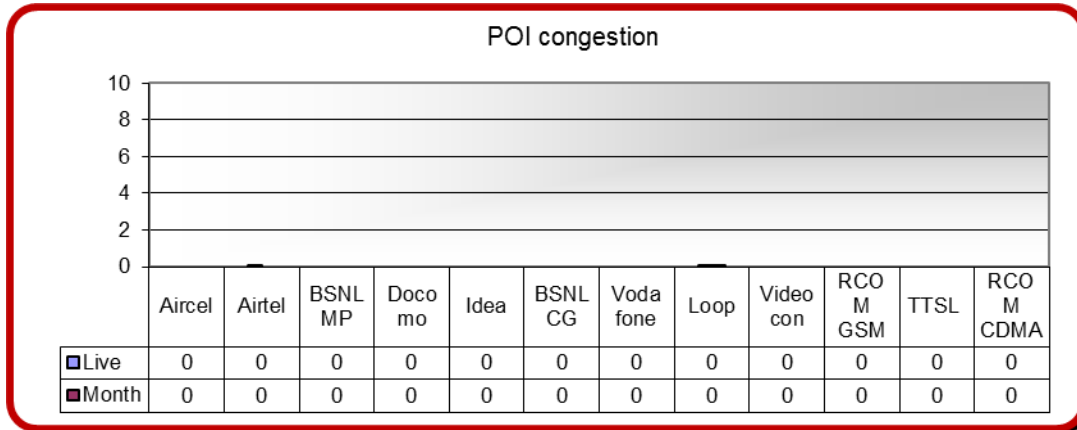 POI congestion
10
8
6
4
2
0
Aircel Airtel BSNL MP Doco mo Idea BSNL CG Voda fone Loop Video con RCO M GSM TTSL RCO M CDMA
Live 0 0 0 0 0 0 0 0 0 0 0 0
Month 0 0 0 0 0 0 0 0 0 0 0 0